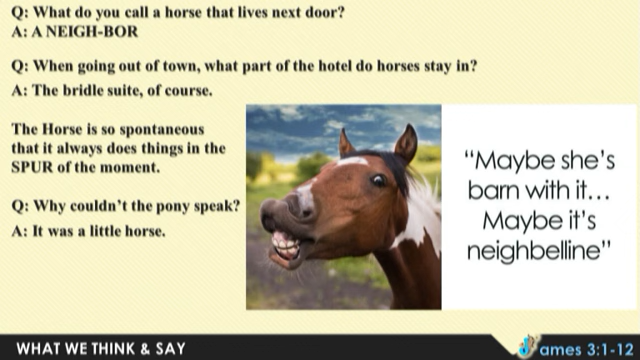 Q: What do you call a horse that lives next door?
A: A NEIGH-BOR
Q: When going out of town, what part of the hotel do horses stay in?
A: The bridle suite, of course.
The Horse is so spontaneous
that it always does things in the
SPUR of the moment.
Q: Why couldn't the pony speak?
A: It was a little horse.
“Maybe she's
barn with it...
Maybe it's
neighbelline”
WHAT WE THINK & SAY
James 3:1-12